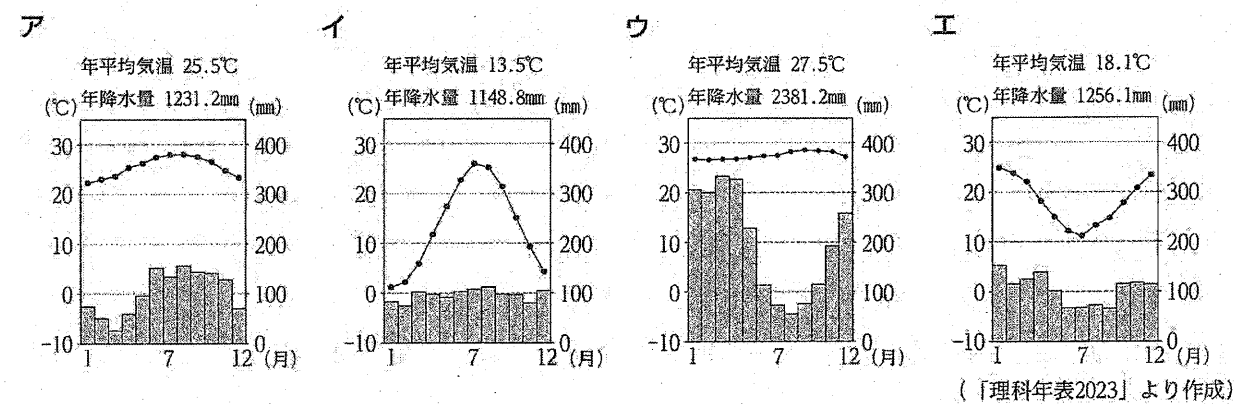 ア
年平均気温 25.5℃
(℃) 年降水量 1231.2㎜ (㎜)
30 400
20 300
10 200
0 100
-10 0
1 7 12 (月)
イ
年平均気温 13.5℃
(℃) 年降水量 1148.8㎜ (㎜)
30 400
20 300
10 200
0 100
-10 0
1 7 12 (月)
ウ
年平均気温 27.5℃
(℃) 年降水量 2381.2㎜ (㎜)
30 400
20 300
10 200
0 100
-10 0
1 7 12 (月)
エ
年平均気温 18.1℃
(℃) 年降水量 1256.1㎜ (㎜)
30 400
20 300
10 200
0 100
-10 0
1 7 12 (月)
(「理科年表2023」より作成)